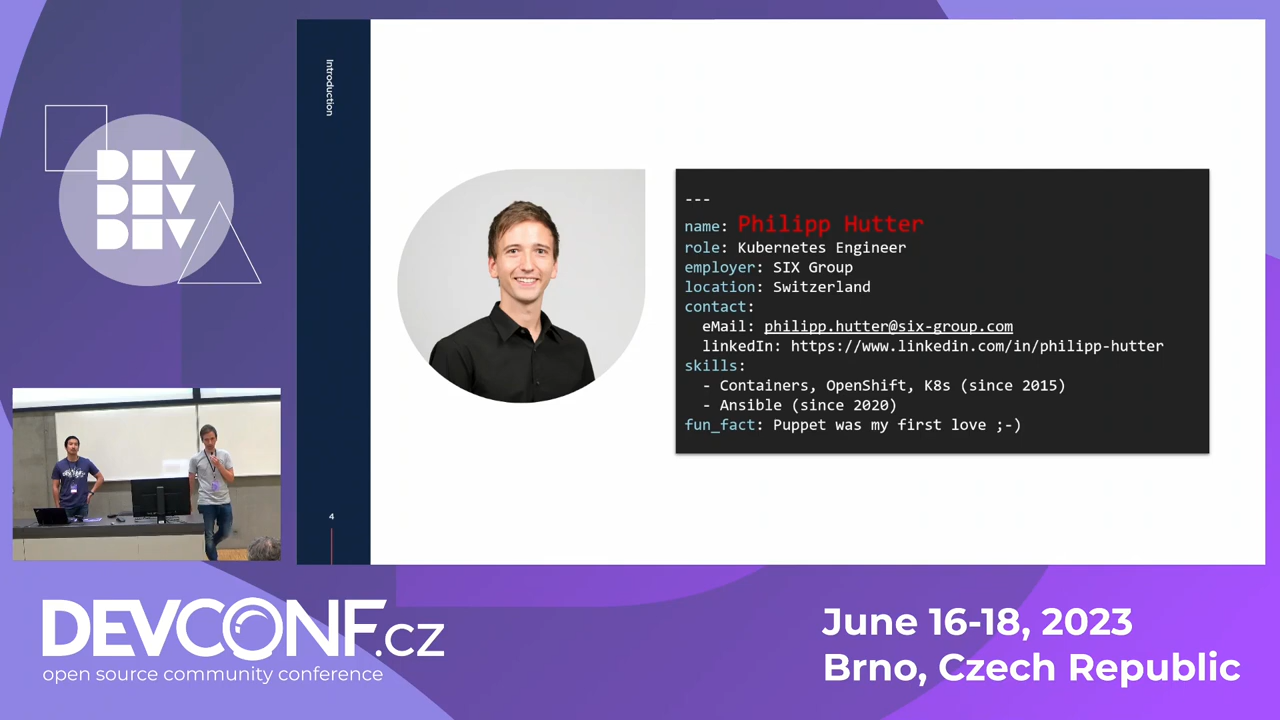 DEV
DEV
DEV
Introduction
---
name: Philipp Hutter
role: Kubernetes Engineer
employer: SIX Group
location: Switzerland
contact:
eMail: philipp.hutter@six-group.com
linkedIn: https://www.linkedin.com/in/philipp-hutter
skills:
- Containers, OpenShift, K8s (since 2015)
- Ansible (since 2020)
fun_fact: Puppet was my first love ;-)
4
DEVCONF.cz
open source community conference
June 16-18, 2023
Brno, Czech Republic